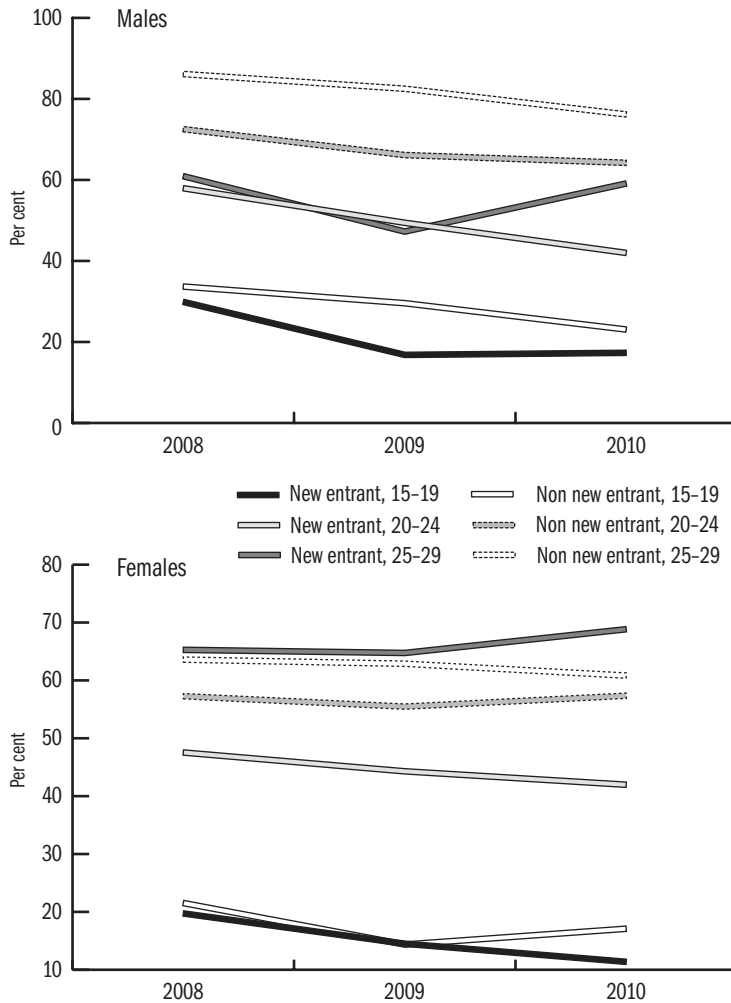 Males
100
80
60
40
20
0
Per cent
2008 2009 2010
New entrant, 15–19 Non new entrant, 15–19
New entrant, 20–24 Non new entrant, 20–24
New entrant, 25–29 Non new entrant, 25–29
Females
80
70
60
50
40
30
20
10
Per cent
2008 2009 2010